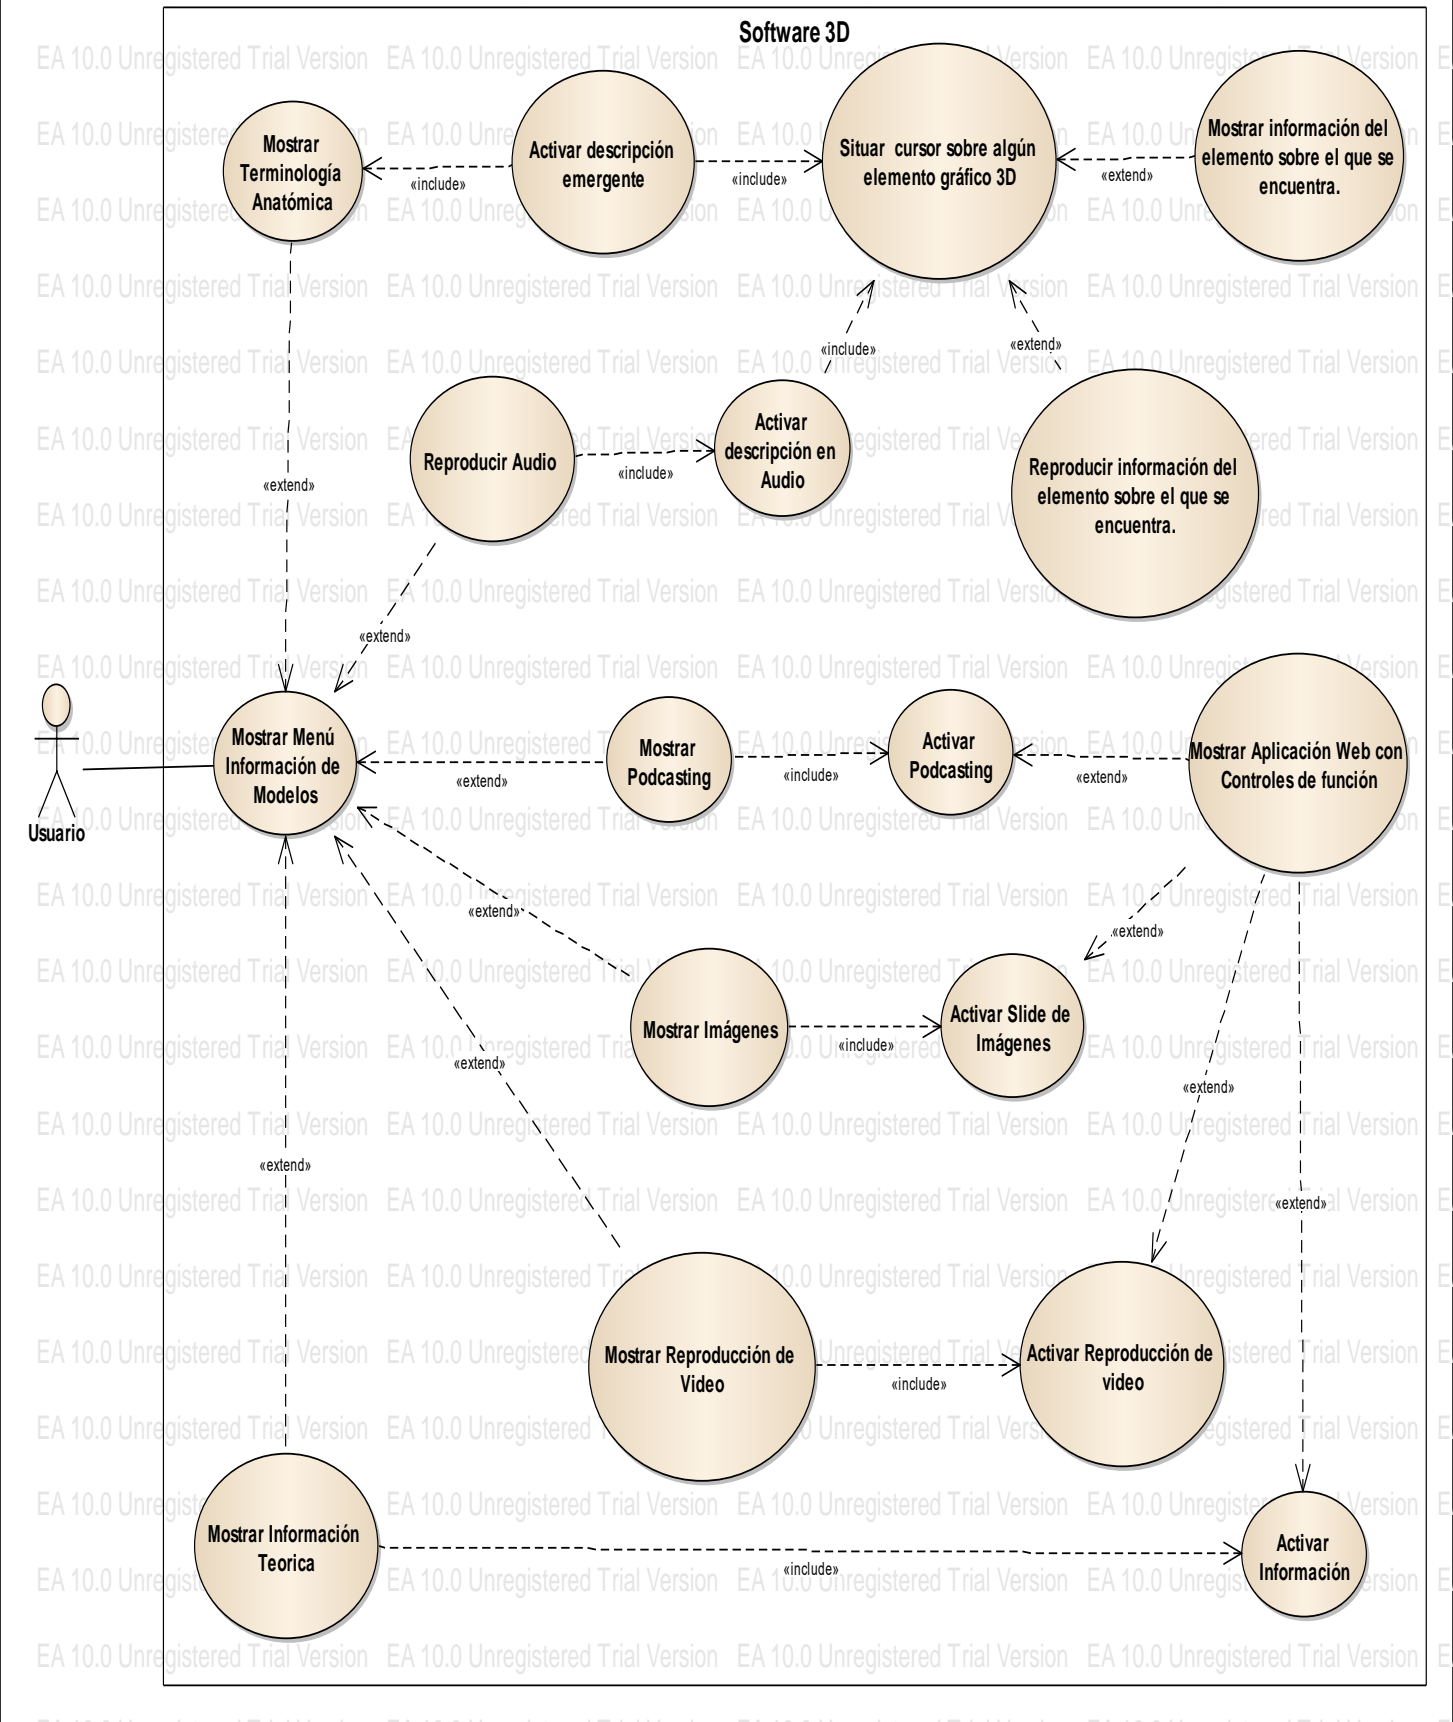 Software 3D
Mostrar
Terminología
Anatómica
«include»
Activar descripción
emergente
«include»
Situar cursor sobre algún
elemento gráfico 3D
«extend»
Mostrar información del
elemento sobre el que se
encuentra.
«include»
«extend»
«extend»
Reproducir Audio
«include»
Activar
descripción en
Audio
Reproducir información del
elemento sobre el que se
encuentra.
«extend»
Usuario
Mostrar Menú
Información de
Modelos
«extend»
Mostrar
Podcasting
«include»
Activar
Podcasting
«extend»
Mostrar Aplicación Web con
Controles de función
«extend»
«extend»
Mostrar Imágenes
«include»
Activar Slide de
Imágenes
«extend»
«extend»
«extend»
«extend»
Mostrar Reproducción de
Video
«include»
Activar Reproducción de
video
Mostrar Información
Teorica
«include»
Activar
Información
EA 10.0 Unregistered Trial Version